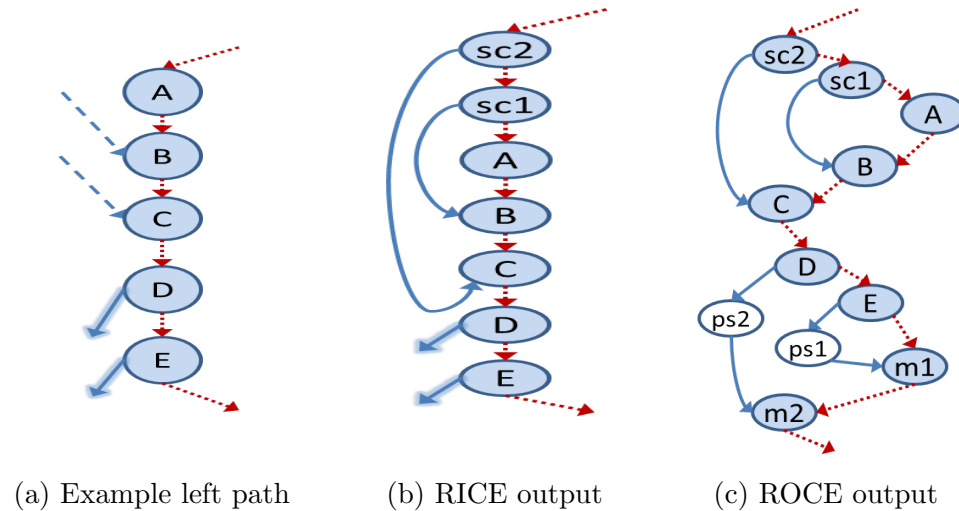 A
B
C
D
E
sc2
sc1
A
B
C
D
E
sc2
sc1
A
B
C
D
E
ps2
ps1
m1
m2
(a) Example left path
(b) RICE output
(c) ROCE output